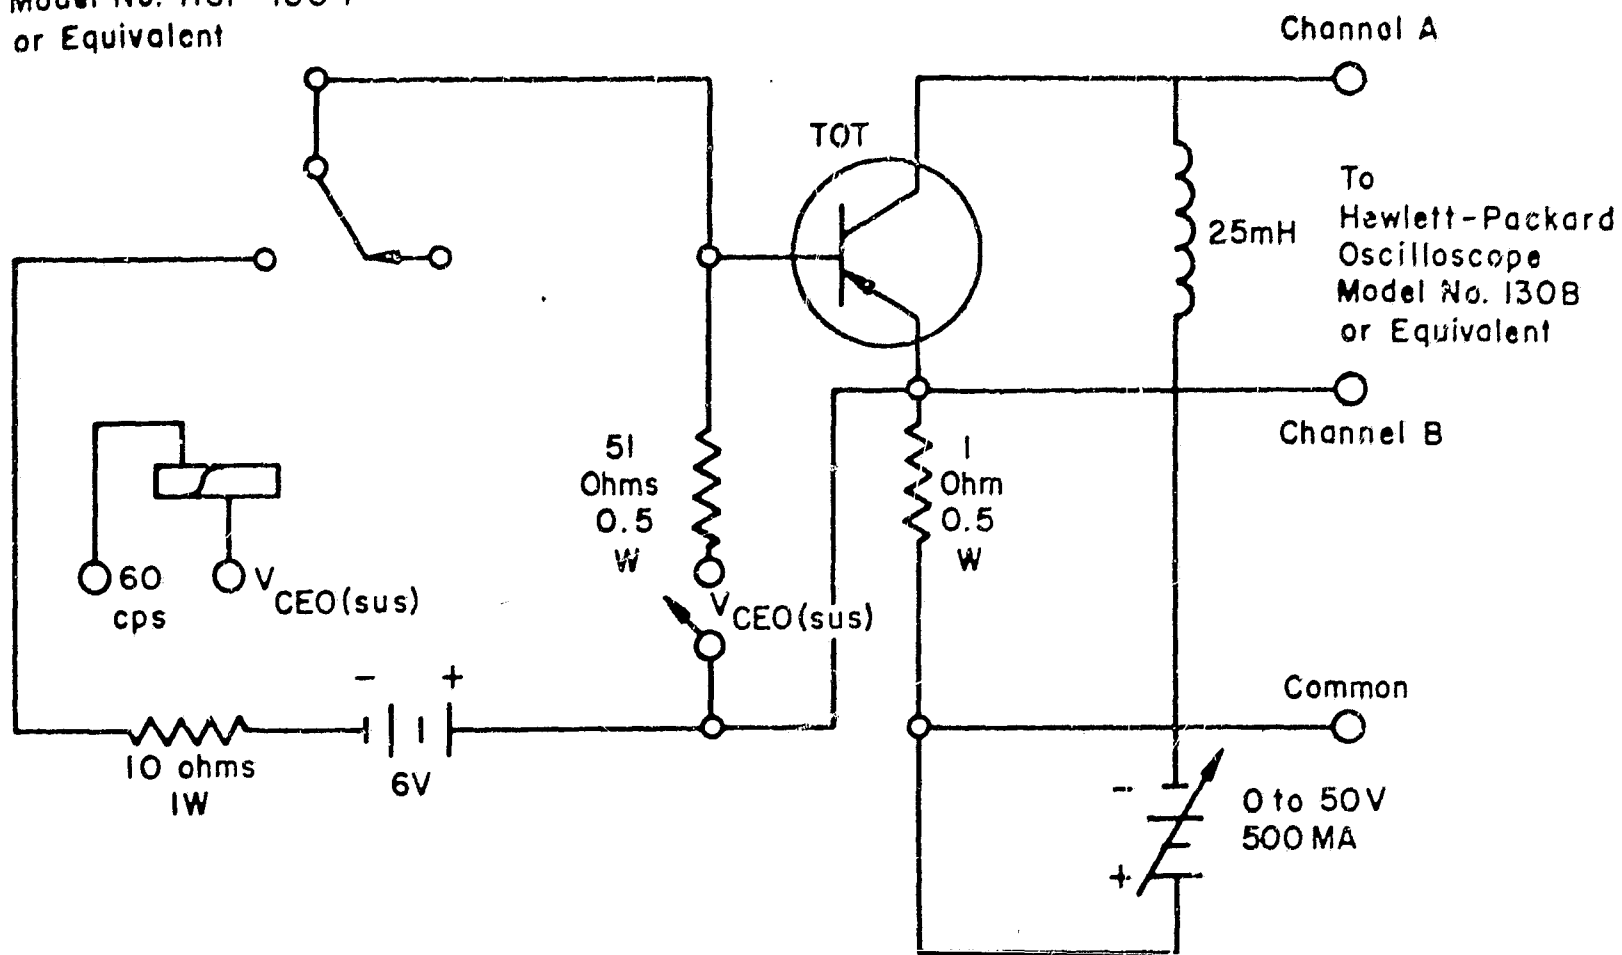 or Equivalent
Channel A
TOT
To
Hewlett-Packard
Oscilloscope
Model No. 130B
or Equivalent
25mH
Channel B
51
Ohms
0.5
W
1
Ohm
0.5
W
60
cps
VCEO(sus)
VCEO(sus)
Common
- +
10 ohms
1W
6V
-
+
0 to 50V
500 MA